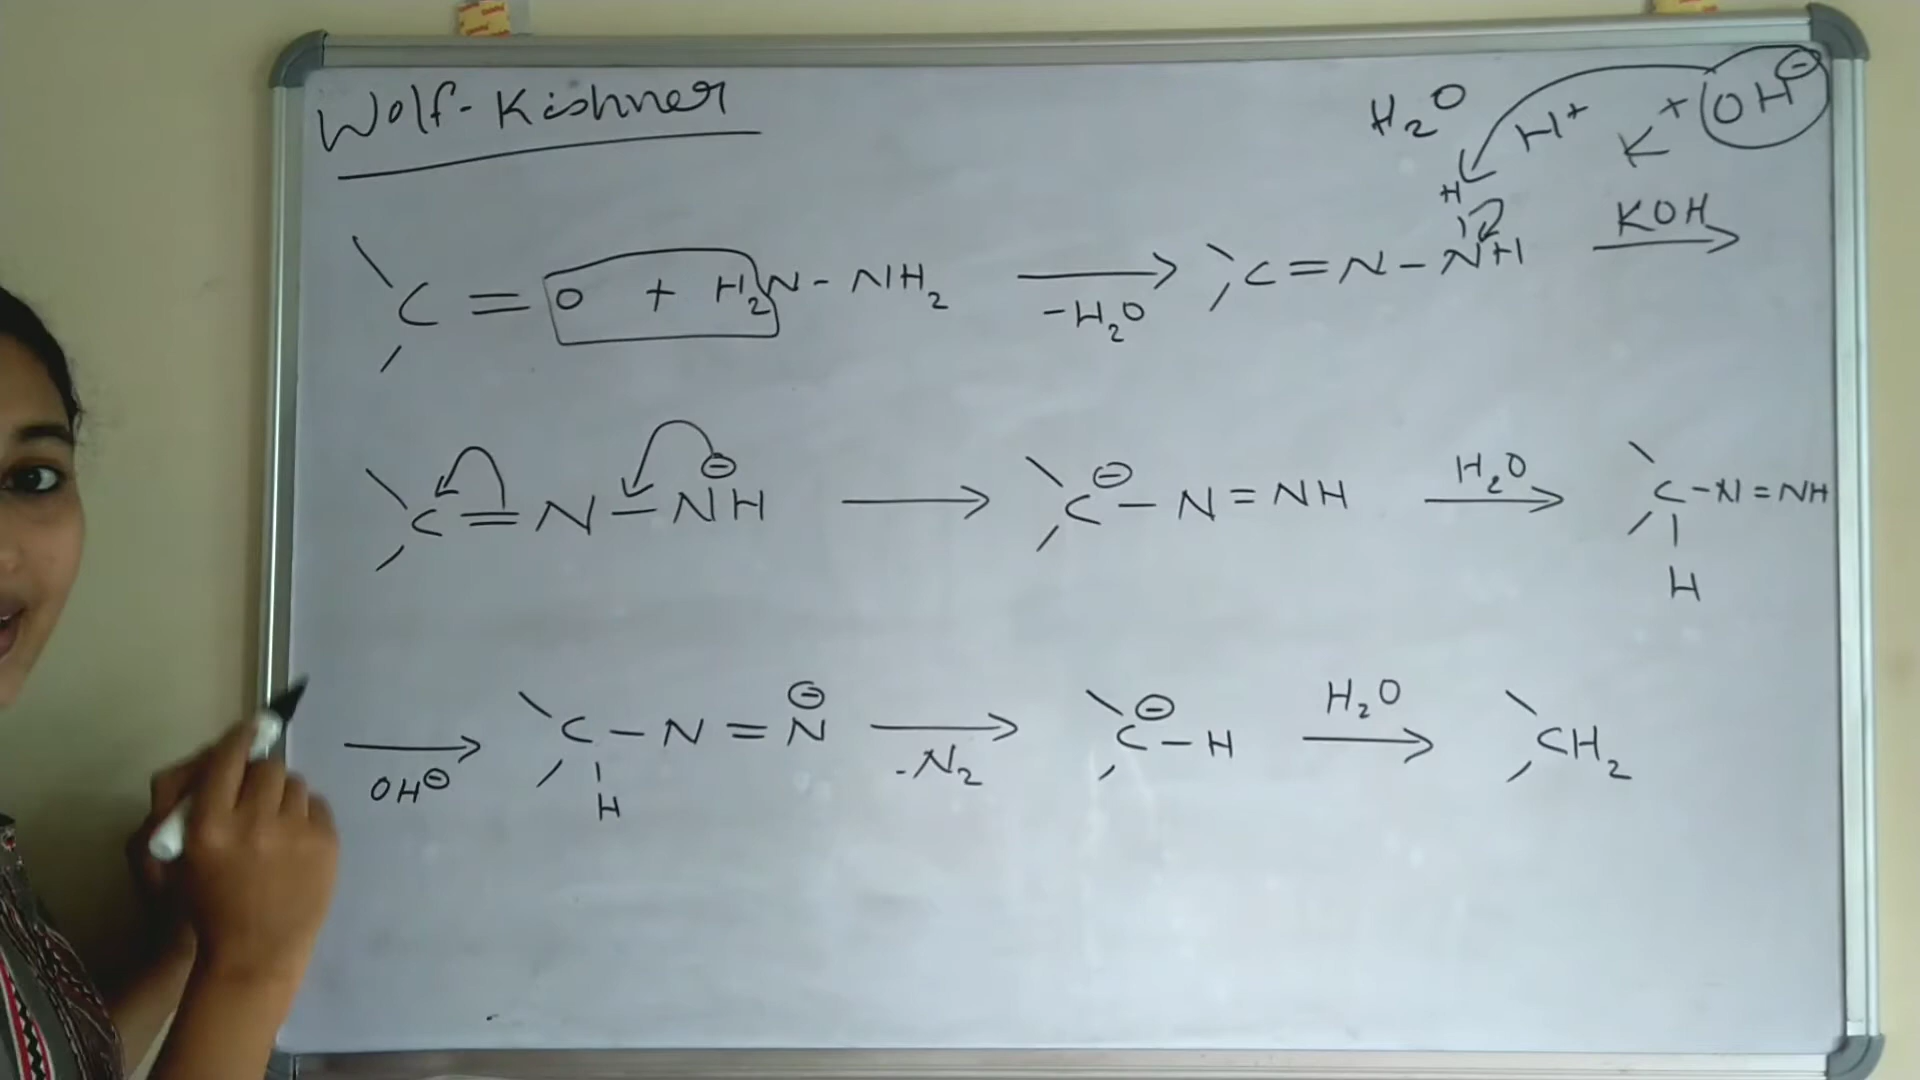 Wolf-Kishner
H₂O H⁺ K⁺ OH⊖
C = O + H₂N - NH₂ → -H₂O C = N - NH H KOH →
C = N - NH ⊖ → C⊖ - N = NH H₂O → C - N = NH H
→ OH⊖ C - N = N⊖ H → -N₂ C⊖ - H H₂O → CH₂